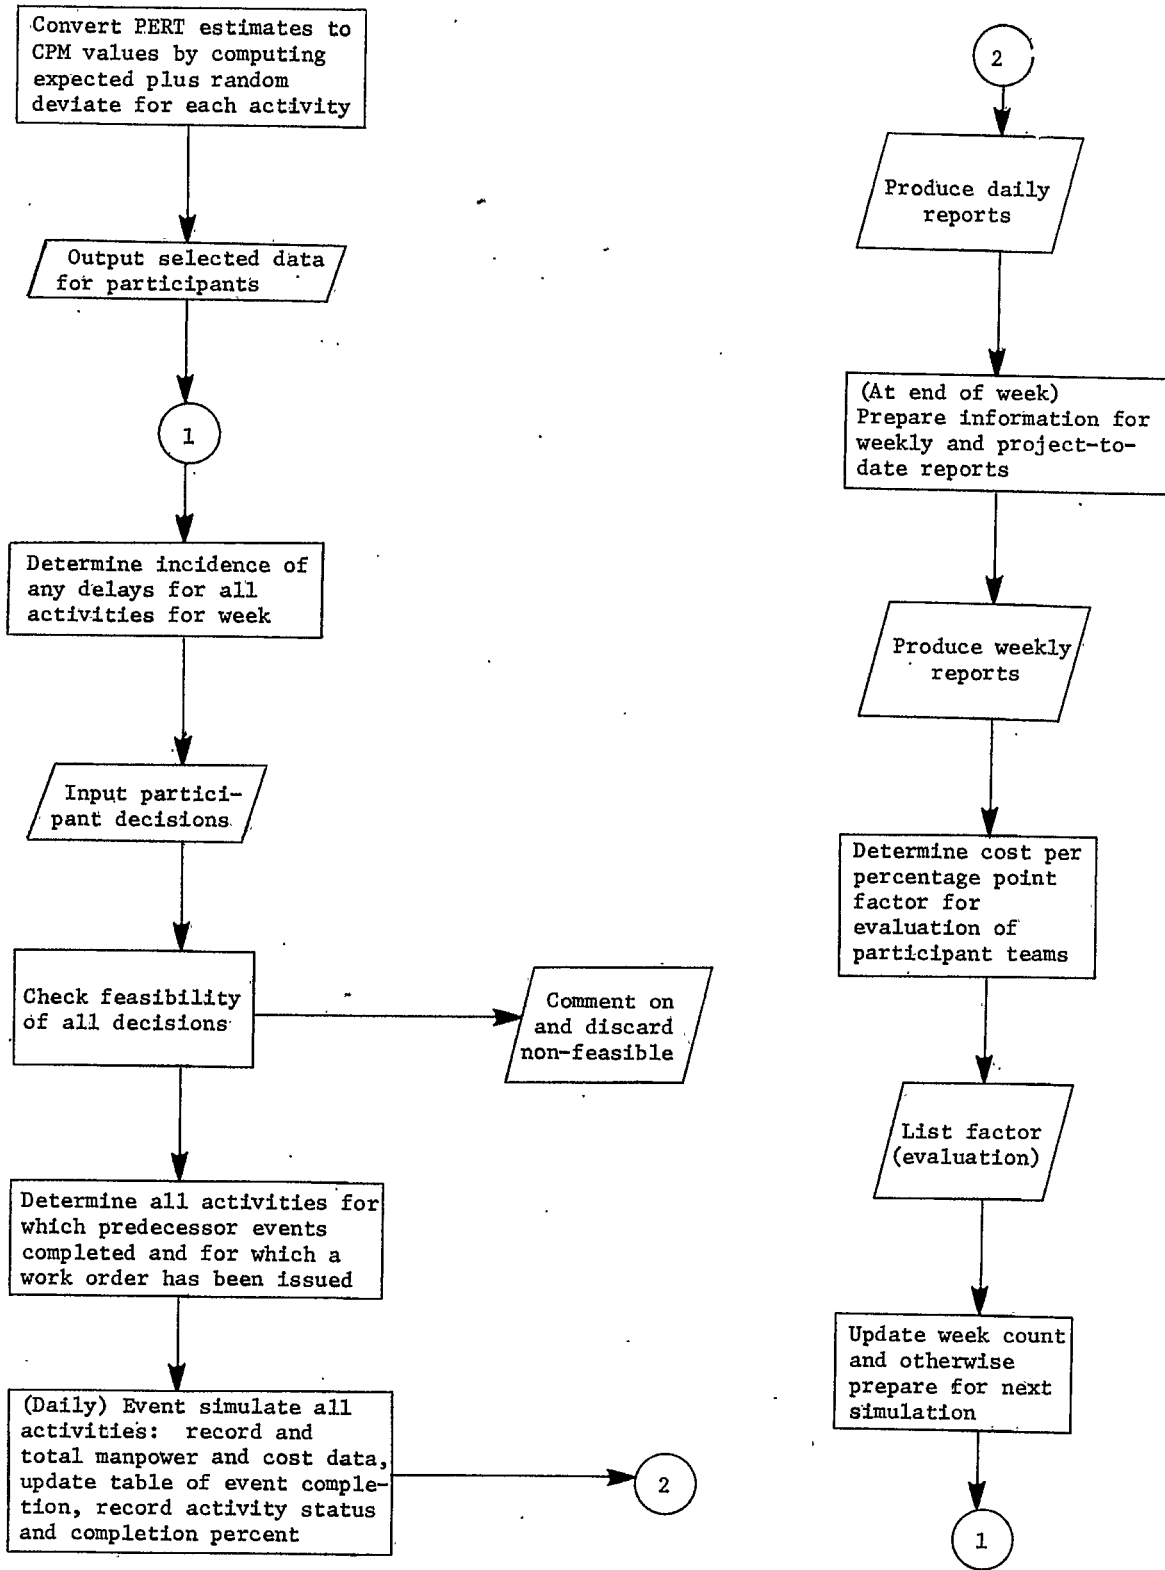 Convert PERT estimates to
CPM values by computing
expected plus random
deviate for each activity
Output selected data
for participants
1
Determine incidence of
any delays for all
activities for week
Input partici-
pant decisions
Check feasibility
of all decisions
Comment on
and discard
non-feasible
Determine all activities for
which predecessor events
completed and for which a
work order has been issued
(Daily) Event simulate all
activities: record and
total manpower and cost data,
update table of event comple-
tion, record activity status
and completion percent
2
2
Produce daily
reports
(At end of week)
Prepare information for
weekly and project-to-
date reports
Produce weekly
reports
Determine cost per
percentage point
factor for
evaluation of
participant teams
List factor
(evaluation)
Update week count
and otherwise
prepare for next
simulation
1